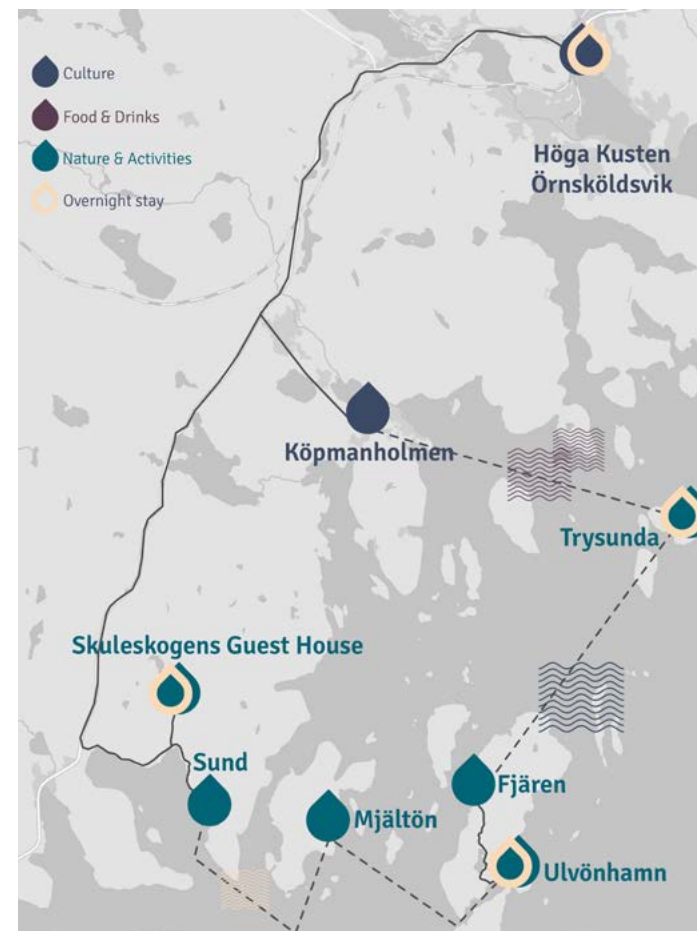 Culture
Food & Drinks
Nature & Activities
Overnight stay
Höga Kusten
Örnsköldsvik
Köpmanholmen
Trysunda
Skuleskogens Guest House
Sund
Mjältön
Fjären
Ulvönhamn